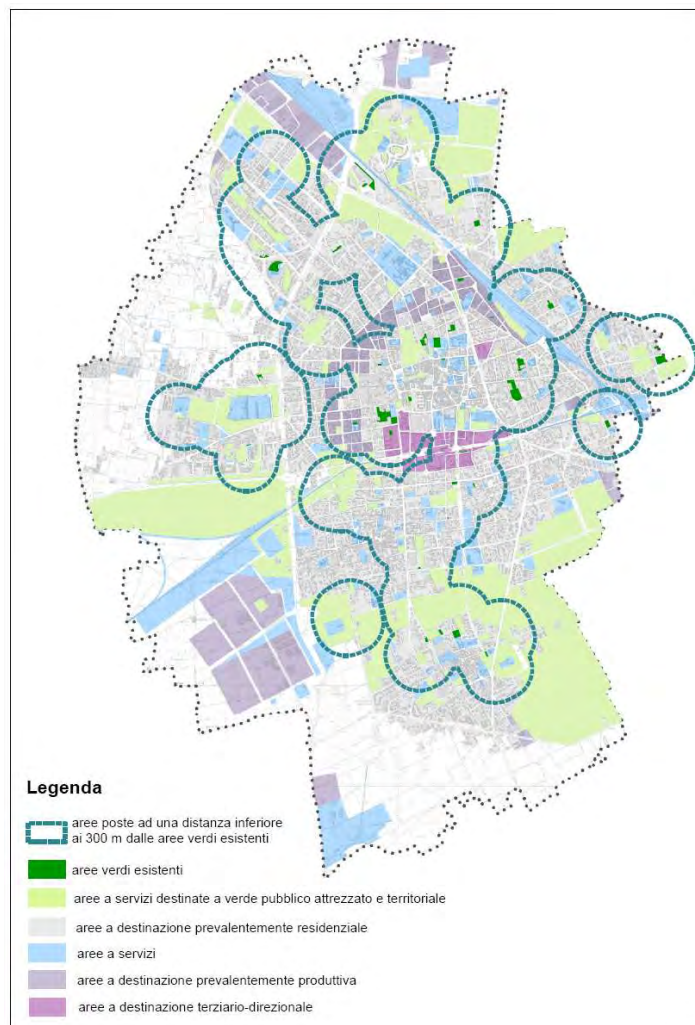 Legenda
aree poste ad una distanza inferiore
ai 300 m dalle aree verdi esistenti
aree verdi esistenti
aree a servizi destinate a verde pubblico attrezzato e territoriale
aree a destinazione prevalentemente residenziale
aree a servizi
aree a destinazione prevalentemente produttiva
aree a destinazione terziario-direzionale